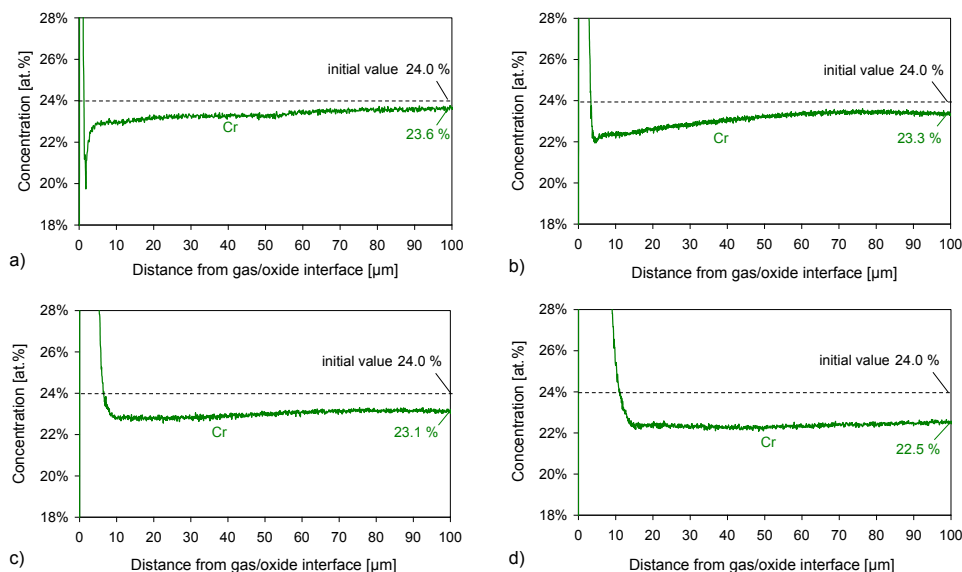 28%
26%
24%
22%
20%
18%
Concentration [at.%]
initial value 24.0 %
Cr
23.6 %
0 10 20 30 40 50 60 70 80 90 100
Distance from gas/oxide interface [µm]
a)
28%
26%
24%
22%
20%
18%
Concentration [at.%]
initial value 24.0 %
Cr
23.3 %
0 10 20 30 40 50 60 70 80 90 100
Distance from gas/oxide interface [µm]
b)
28%
26%
24%
22%
20%
18%
Concentration [at.%]
initial value 24.0 %
Cr
23.1 %
0 10 20 30 40 50 60 70 80 90 100
Distance from gas/oxide interface [µm]
c)
28%
26%
24%
22%
20%
18%
Concentration [at.%]
initial value 24.0 %
Cr
22.5 %
0 10 20 30 40 50 60 70 80 90 100
Distance from gas/oxide interface [µm]
d)